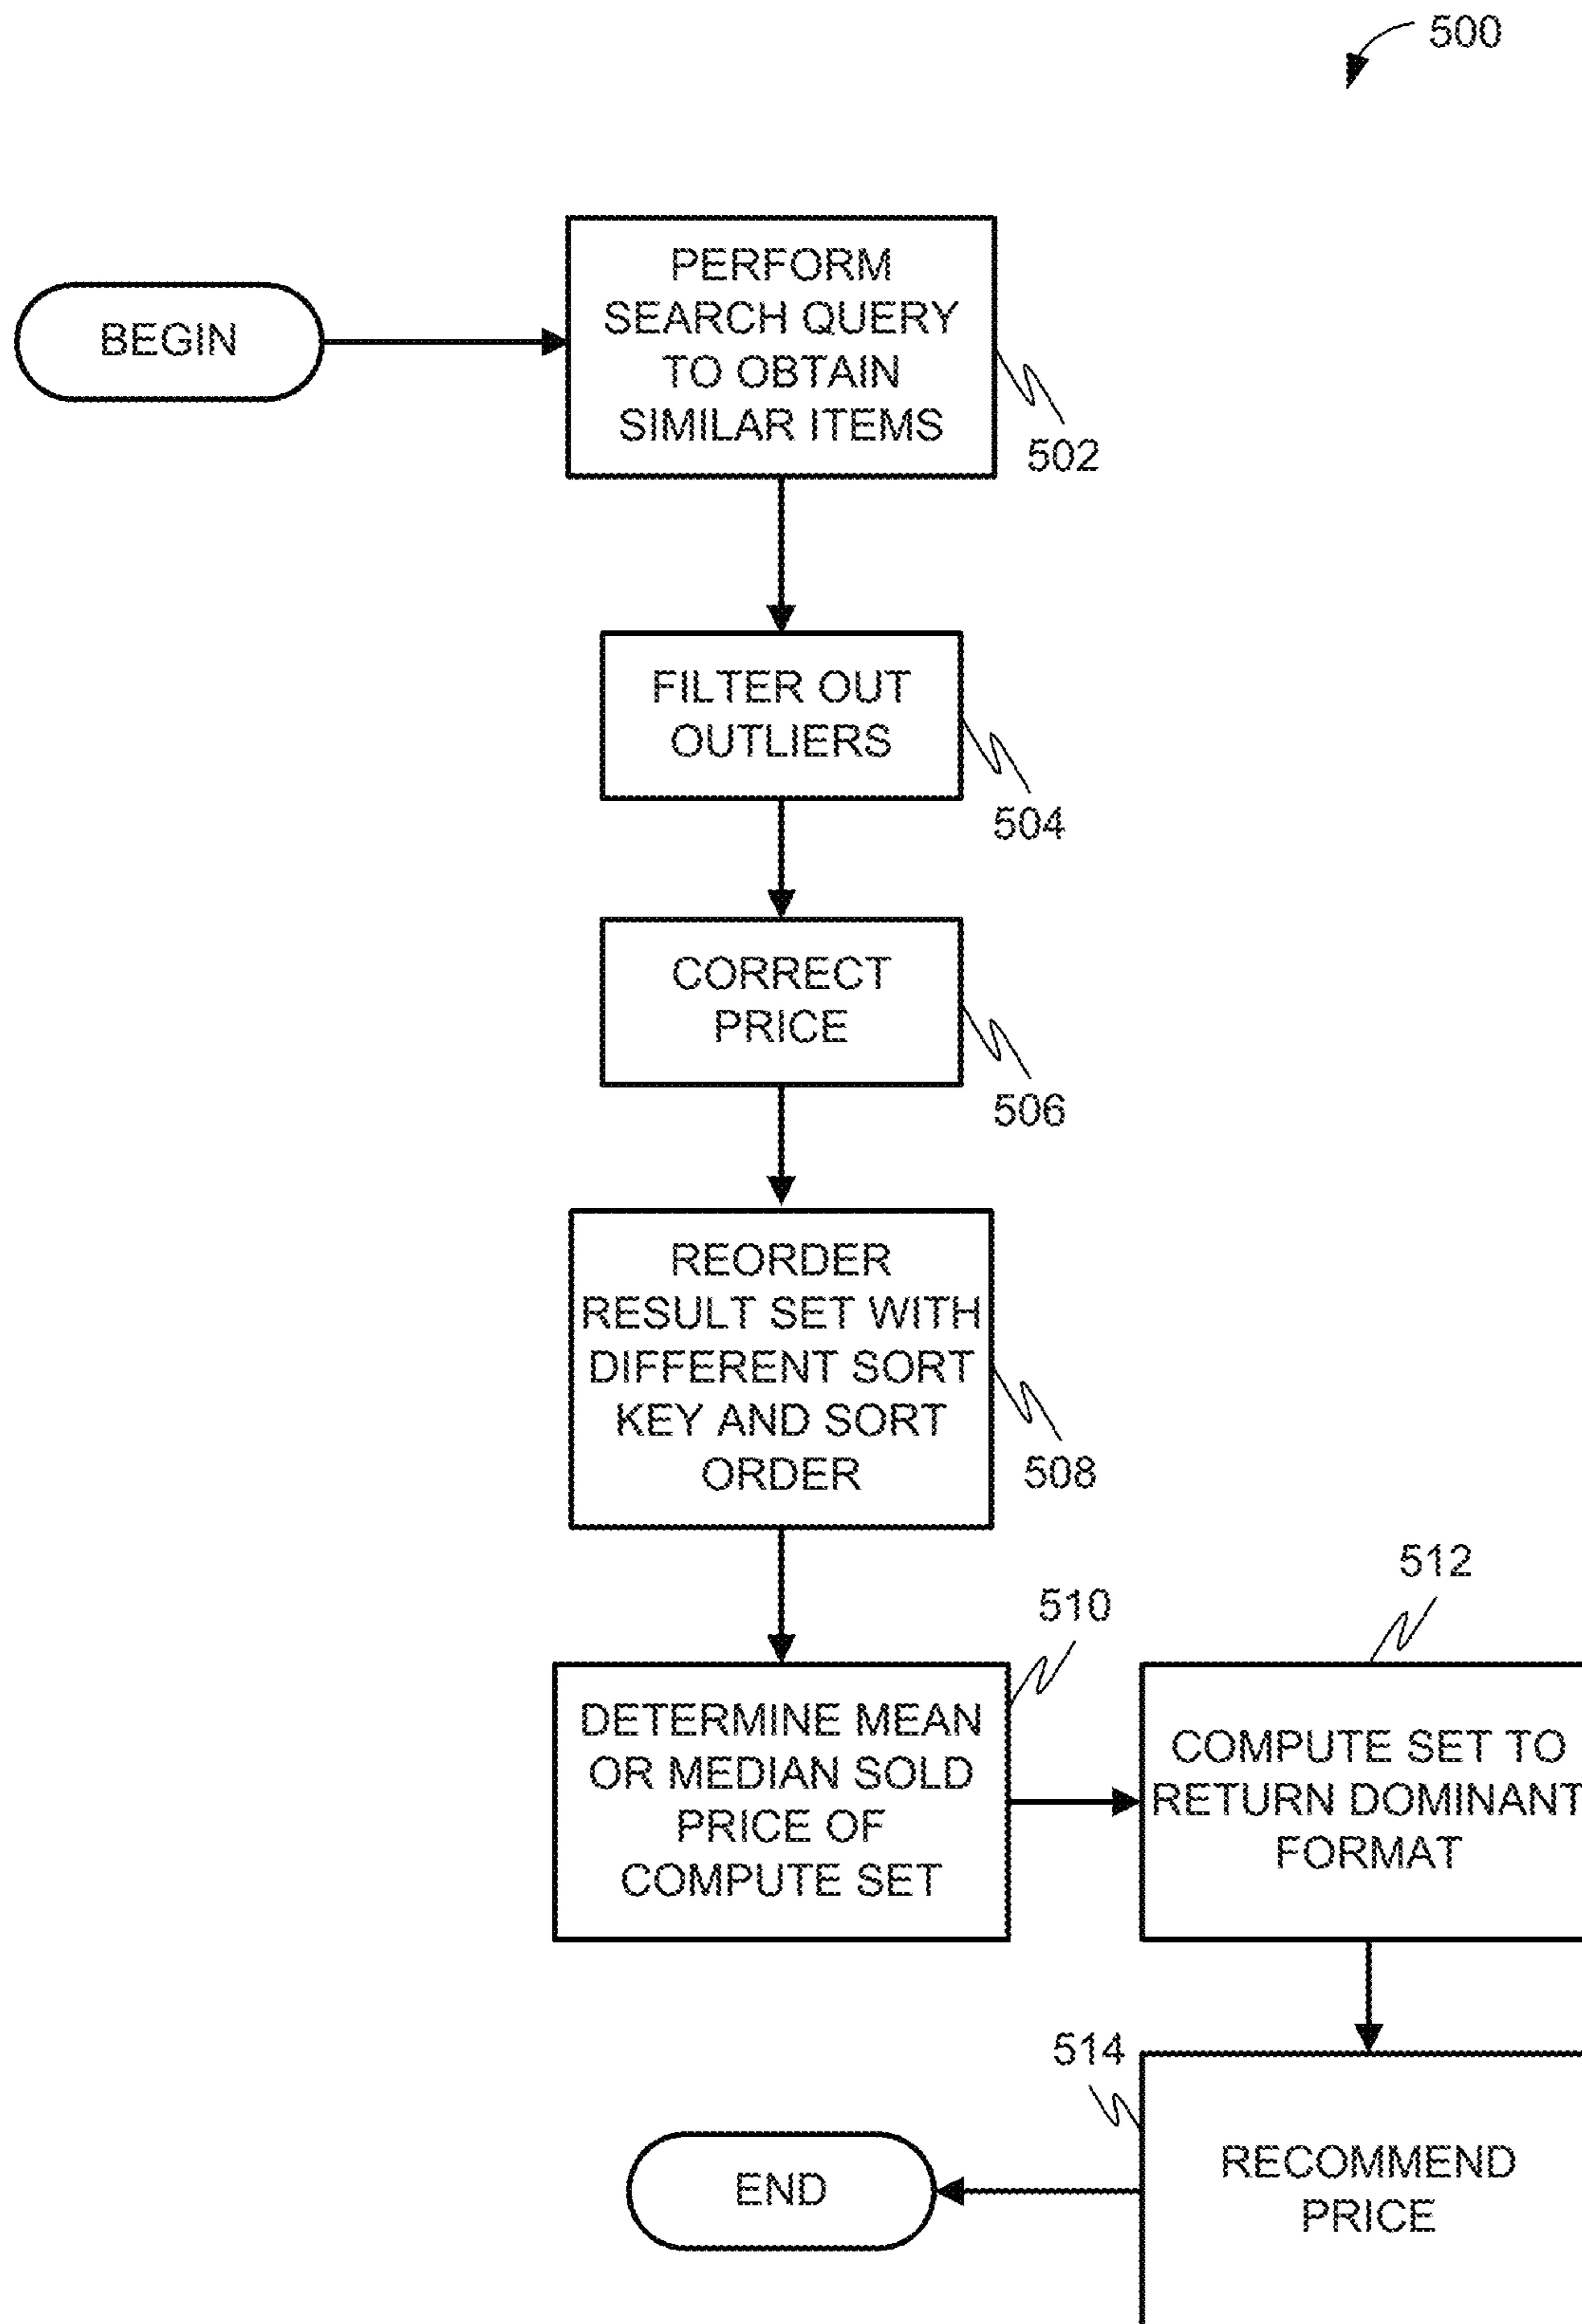 500
BEGIN
PERFORM
SEARCH QUERY
TO OBTAIN
SIMILAR ITEMS
502
FILTER OUT
OUTLIERS
504
CORRECT
PRICE
506
REORDER
RESULT SET WITH
DIFFERENT SORT
KEY AND SORT
ORDER
508
510
DETERMINE MEAN
OR MEDIAN SOLD
PRICE OF
COMPUTE SET
512
COMPUTE SET TO
RETURN DOMINANT
FORMAT
514
RECOMMEND
PRICE
END